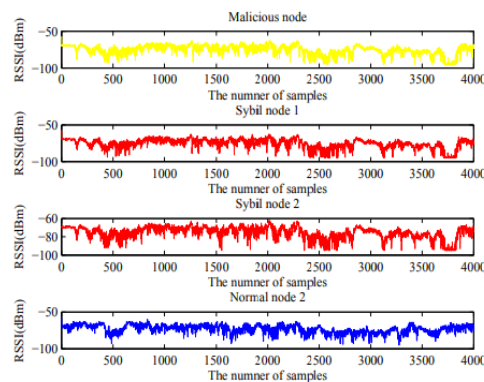 Malicious node
RSSI(dBm)
-50
-100
0 500 1000 1500 2000 2500 3000 3500 4000
The numner of samples
Sybil node 1
RSSI(dBm)
-50
-100
0 500 1000 1500 2000 2500 3000 3500 4000
The numner of samples
Sybil node 2
RSSI(dBm)
-60
-80
-100
0 500 1000 1500 2000 2500 3000 3500 4000
The numner of samples
Normal node 2
RSSI(dBm)
-50
-100
0 500 1000 1500 2000 2500 3000 3500 4000
The numner of samples